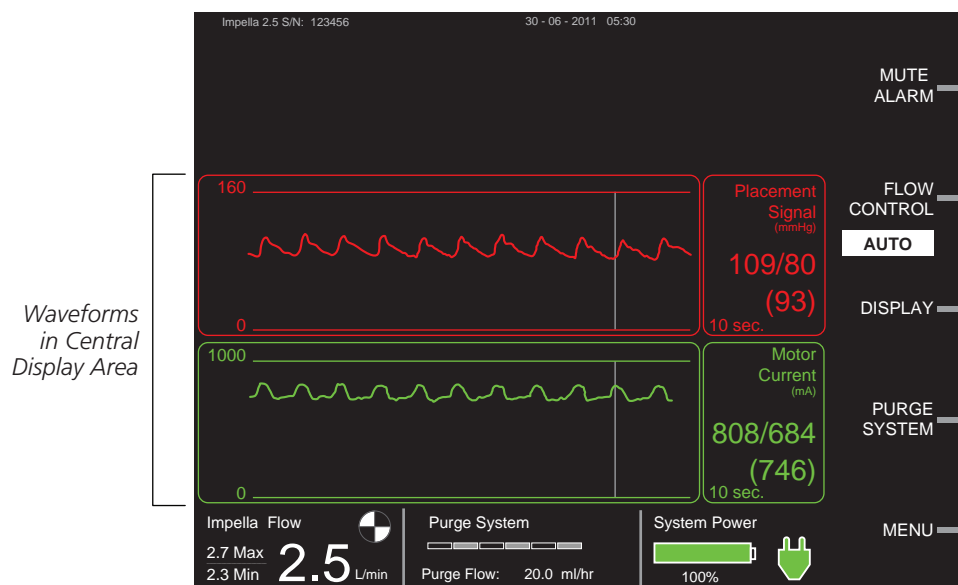 Impella 2.5 S/N: 123456
30 - 06 - 2011 05:30
MUTE
ALARM
Waveforms
in Central
Display Area
160
0
Placement
Signal
(mmHg)
109/80
(93)
10 sec.
FLOW
CONTROL
AUTO
DISPLAY
1000
0
Motor
Current
(mA)
808/684
(746)
10 sec.
PURGE
SYSTEM
Impella Flow
2.7 Max
2.3 Min
2.5 L/min
Purge System
Purge Flow: 20.0 ml/hr
System Power
100%
MENU